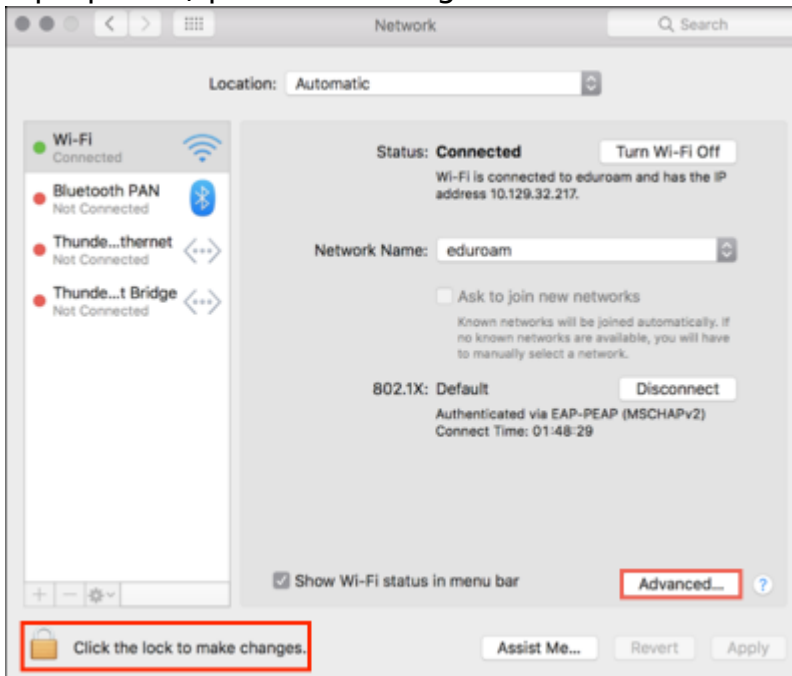 Network
Search
Location: Automatic
Wi-Fi
Connected
Bluetooth PAN
Not Connected
Thunde...thernet
Not Connected
Thunde...t Bridge
Not Connected
Status: Connected
Turn Wi-Fi Off
Wi-Fi is connected to eduroam and has the IP
address 10.129.32.217.
Network Name: eduroam
Ask to join new networks
Known networks will be joined automatically. If
no known networks are available, you will have
to manually select a network.
802.1X: Default
Disconnect
Authenticated via EAP-PEAP (MSCHAPv2)
Connect Time: 01:48:29
Show Wi-Fi status in menu bar
Advanced...
?
Click the lock to make changes.
Assist Me...
Revert
Apply